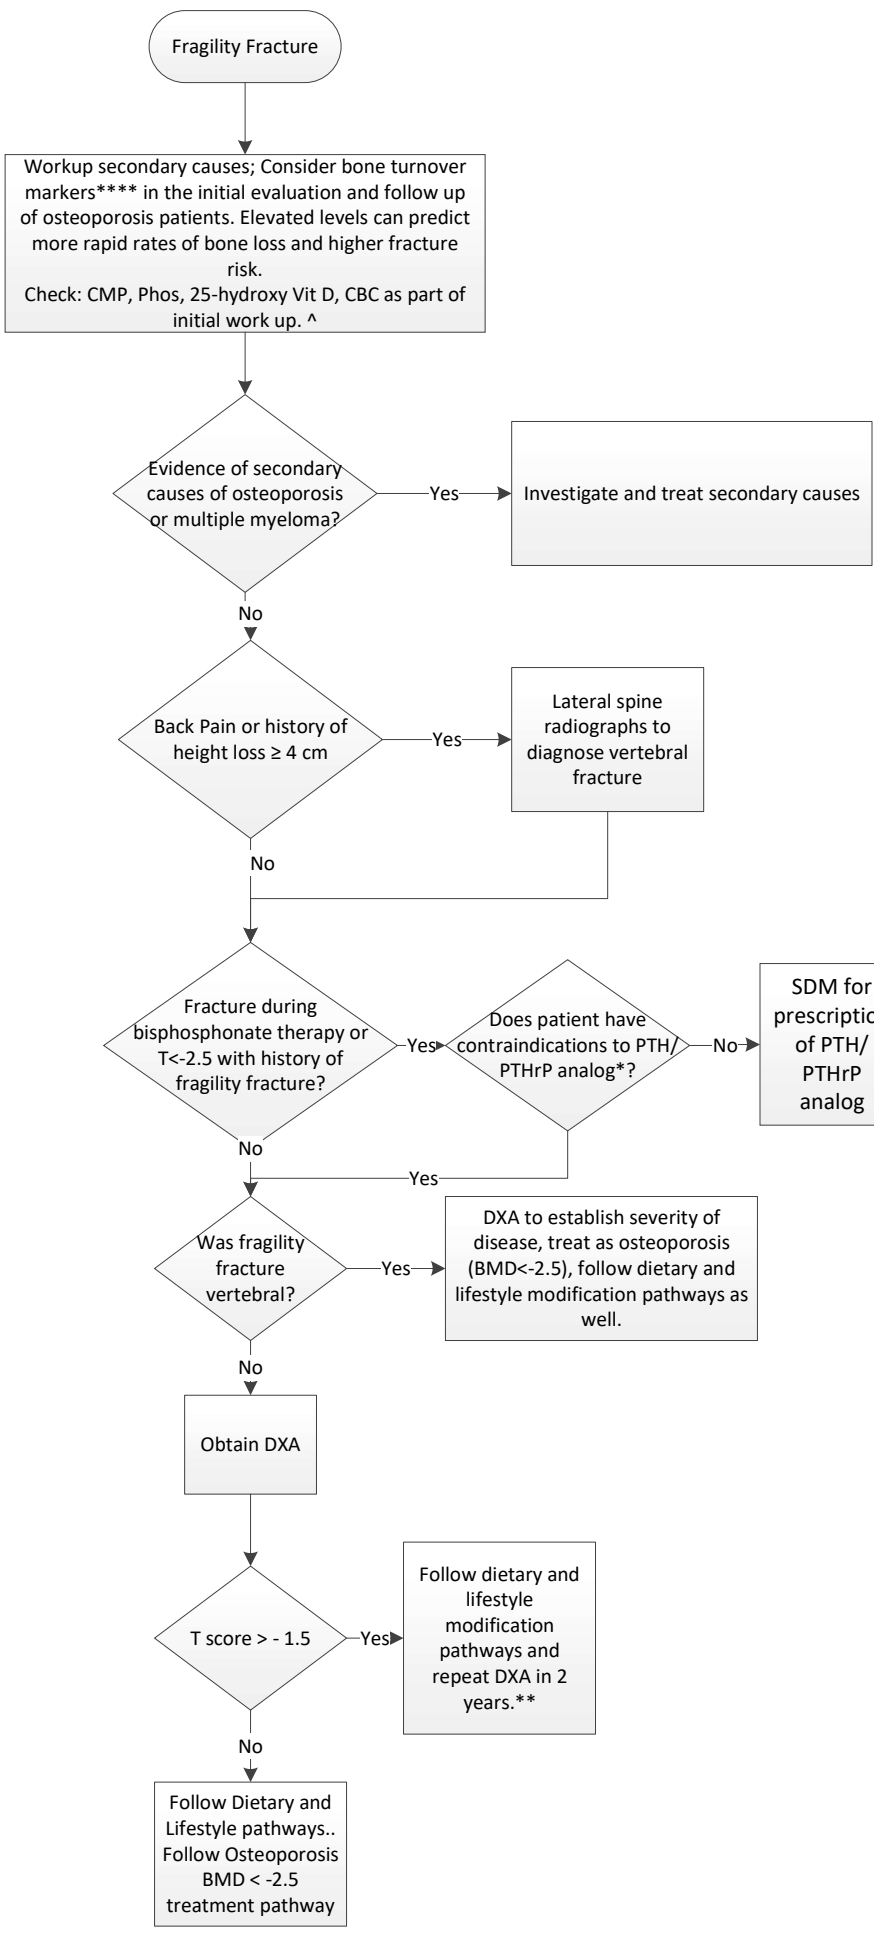 Fragility Fracture
Workup secondary causes; Consider bone turnover
markers**** in the initial evaluation and follow up
of osteoporosis patients. Elevated levels can predict
more rapid rates of bone loss and higher fracture
risk.
Check: CMP, Phos, 25-hydroxy Vit D, CBC as part of
initial work up. ^
Evidence of secondary
causes of osteoporosis
or multiple myeloma?
Yes
Investigate and treat secondary causes
No
Back Pain or history of
height loss ≥ 4 cm
Yes
Lateral spine
radiographs to
diagnose vertebral
fracture
No
Fracture during
bisphosphonate therapy or
T<-2.5 with history of
fragility fracture?
Yes
Does patient have
contraindications to PTH/
PTHrP analog*?
No
SDM for
prescriptio
of PTH/
PTHrP
analog
No
Yes
Was fragility
fracture
vertebral?
Yes
DXA to establish severity of
disease, treat as osteoporosis
(BMD<-2.5), follow dietary and
lifestyle modification pathways as
well.
No
Obtain DXA
T score > - 1.5
Yes
Follow dietary and
lifestyle
modification
pathways and
repeat DXA in 2
years.**
No
Follow Dietary and
Lifestyle pathways..
Follow Osteoporosis
BMD < -2.5
treatment pathway